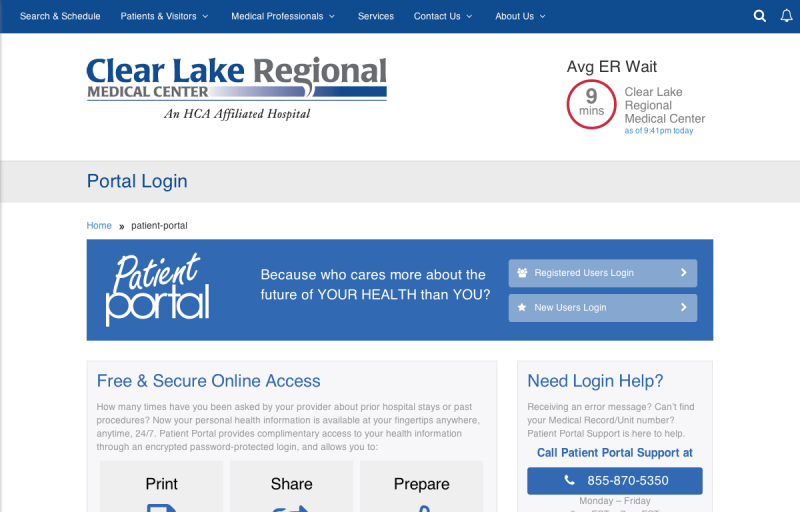 Search & Schedule
Patients & Visitors
Medical Professionals
Services
Contact Us
About Us
Clear Lake Regional
MEDICAL CENTER
An HCA Affiliated Hospital
Avg ER Wait
9
mins
Clear Lake
Regional
Medical Center
as of 9:41pm today
Portal Login
Home » patient-portal
Patient
portal
Because who cares more about the
future of YOUR HEALTH than YOU?
Registered Users Login
New Users Login
Free & Secure Online Access
How many times have you been asked by your provider about prior hospital stays or past
procedures? Now your personal health information is available at your fingertips anywhere,
anytime, 24/7. Patient Portal provides complimentary access to your health information
through an encrypted password-protected login, and allows you to:
Print
Share
Prepare
Need Login Help?
Receiving an error message? Can't find
your Medical Record/Unit number?
Patient Portal Support is here to help.
Call Patient Portal Support at
855-870-5350
Monday – Friday